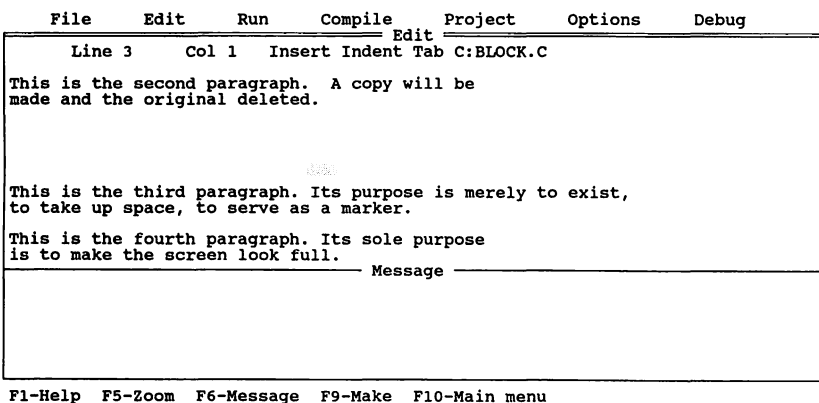 File Edit Run Compile Project Options Debug
Edit
Line 3 Col 1 Insert Indent Tab C:BLOCK.C
This is the second paragraph. A copy will be
made and the original deleted.
This is the third paragraph. Its purpose is merely to exist,
to take up space, to serve as a marker.
This is the fourth paragraph. Its sole purpose
is to make the screen look full.
Message
F1-Help F5-Zoom F6-Message F9-Make F10-Main menu